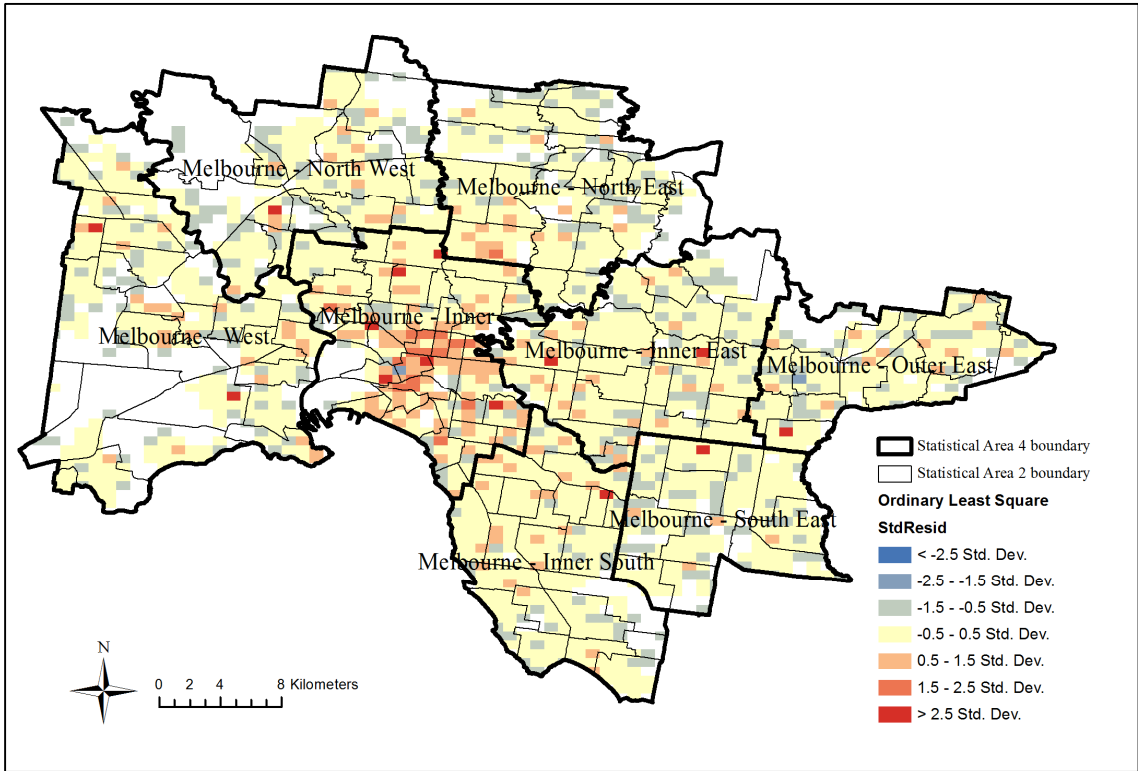 Melbourne - North West
Melbourne - North East
Melbourne - Inner
Melbourne - West
Melbourne - Inner East
Melbourne - Outer East
Melbourne - South East
Melbourne - Inner South
Statistical Area 4 boundary
Statistical Area 2 boundary
Ordinary Least Square
StdResid
< -2.5 Std. Dev.
-2.5 - -1.5 Std. Dev.
-1.5 - -0.5 Std. Dev.
-0.5 - 0.5 Std. Dev.
0.5 - 1.5 Std. Dev.
1.5 - 2.5 Std. Dev.
> 2.5 Std. Dev.
N
0 2 4 8 Kilometers